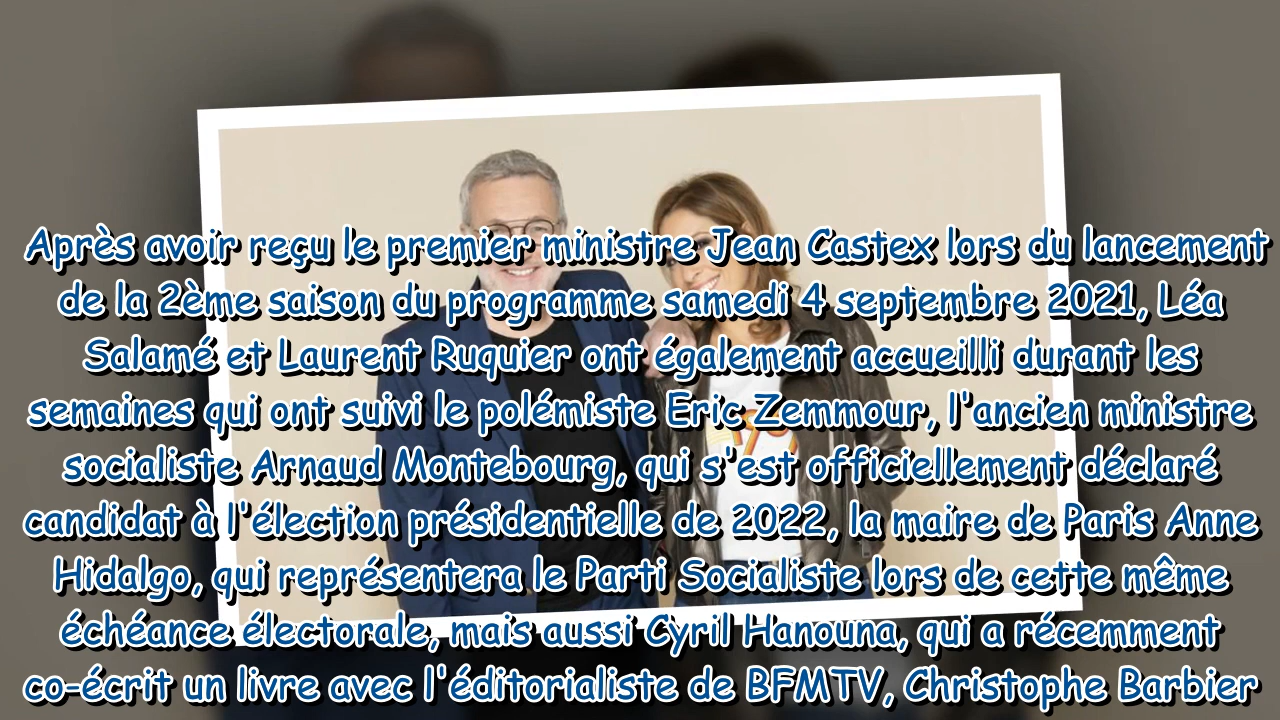 Après avoir reçu le premier ministre Jean Castex lors du lancement
de la 2ème saison du programme samedi 4 septembre 2021, Léa
Salamé et Laurent Ruquier ont également accueilli durant les
semaines qui ont suivi le polémiste Eric Zemmour, l'ancien ministre
socialiste Arnaud Montebourg, qui s'est officiellement déclaré
candidat à l'élection présidentielle de 2022, la maire de Paris Anne
Hidalgo, qui représentera le Parti Socialiste lors de cette même
échéance électorale, mais aussi Cyril Hanouna, qui a récemment
co-écrit un livre avec l'éditorialiste de BFMTV, Christophe Barbier